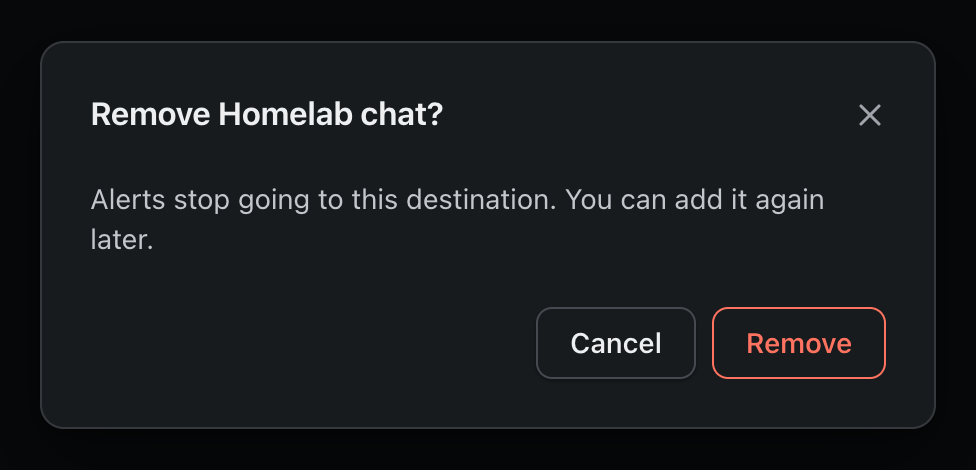 Remove Homelab chat?
Alerts stop going to this destination. You can add it again
later.
Cancel
Remove